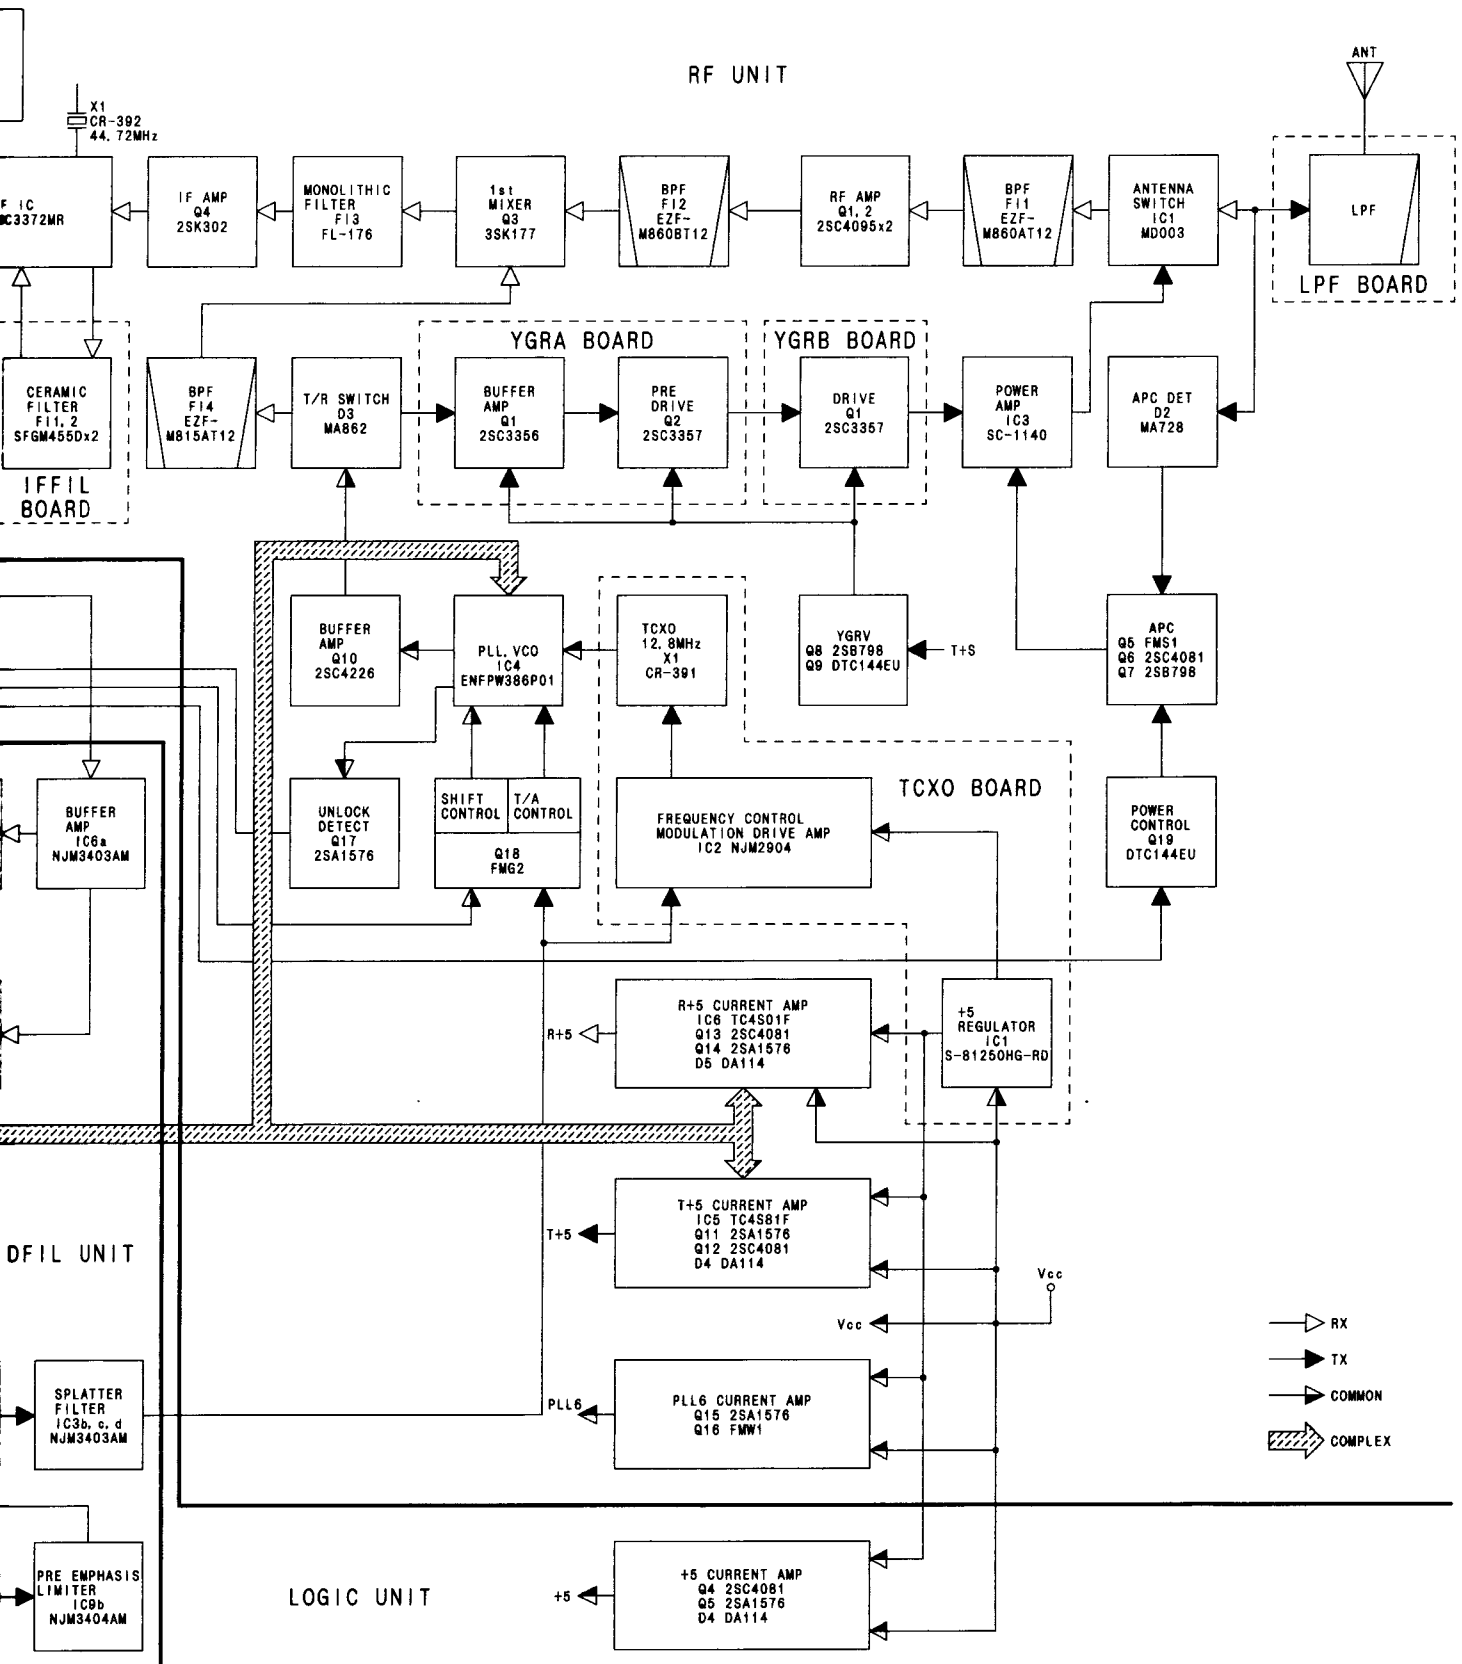 RF UNIT
ANT
X1
CR-392
44.72MHz
F IC
MC3372MR
IF AMP
Q4
2SK302
MONOLITHIC
FILTER
FI3
FL-176
1st
MIXER
Q3
3SK177
BPF
FI2
EZF-
M860BT12
RF AMP
Q1,2
2SC4095x2
BPF
FI1
EZF-
M860AT12
ANTENNA
SWITCH
IC1
MD003
LPF
LPF BOARD
YGRA BOARD
YGRB BOARD
CERAMIC
FILTER
FI1,2
SFGM455Dx2
IFFIL
BOARD
BPF
FI4
EZF-
M815AT12
T/R SWITCH
D3
MA862
BUFFER
AMP
Q1
2SC3356
PRE
DRIVE
Q2
2SC3357
DRIVE
Q1
2SC3357
POWER
AMP
IC3
SC-1140
APC DET
D2
MA728
BUFFER
AMP
Q10
2SC4226
PLL,VCO
IC4
ENFPW386P01
TCXO
12.8MHz
X1
CR-391
YGRV
Q8 2SB798
Q9 DTC144EU
T+S
APC
Q5 FMS1
Q6 2SC4081
Q7 2SB798
BUFFER
AMP
IC6a
NJM3403AM
UNLOCK
DETECT
Q17
2SA1576
SHIFT
CONTROL
T/A
CONTROL
Q18
FMG2
FREQUENCY CONTROL
MODULATION DRIVE AMP
IC2 NJM2904
TCXO BOARD
POWER
CONTROL
Q19
DTC144EU
R+5
R+5 CURRENT AMP
IC6 TC4S01F
Q13 2SC4081
Q14 2SA1576
D5 DA114
+5
REGULATOR
IC1
S-81250HG-RD
T+5
T+5 CURRENT AMP
IC5 TC4S81F
Q11 2SA1576
Q12 2SC4081
D4 DA114
DFIL UNIT
Vcc
Vcc
RX
TX
COMMON
COMPLEX
SPLATTER
FILTER
IC3b,c,d
NJM3403AM
PLL6
PLL6 CURRENT AMP
Q15 2SA1576
Q16 FMW1
PRE EMPHASIS
LIMITER
IC9b
NJM3404AM
LOGIC UNIT
+5
+5 CURRENT AMP
Q4 2SC4081
Q5 2SA1576
D4 DA114